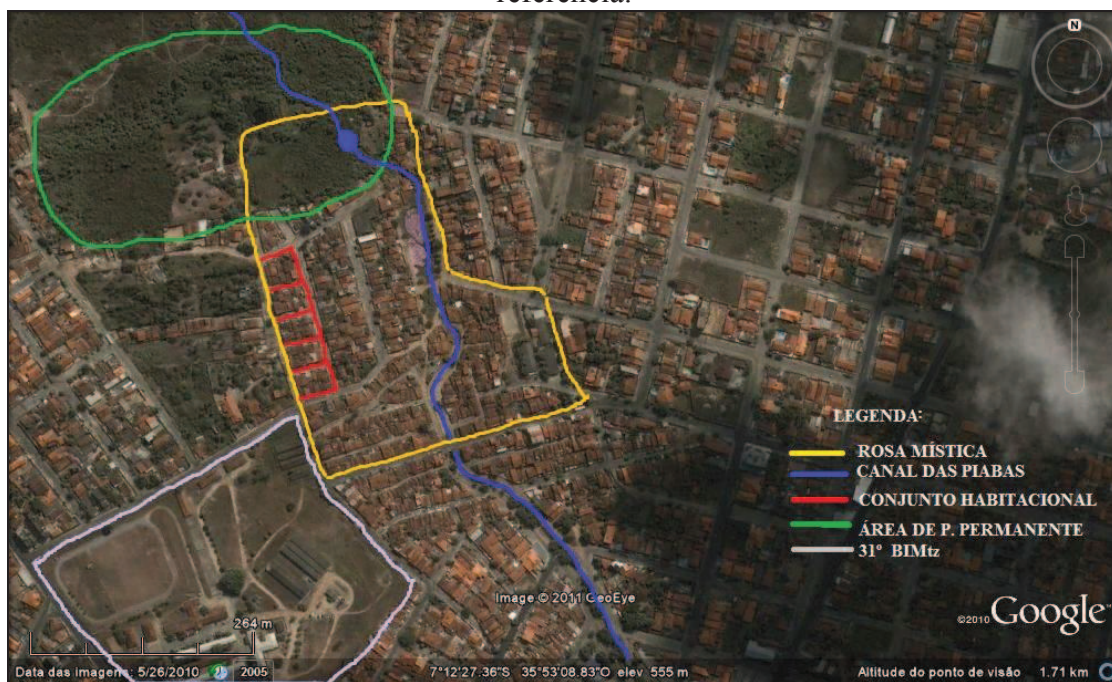 referência.
N
LEGENDA:
ROSA MÍSTICA
CANAL DAS PIABAS
CONJUNTO HABITACIONAL
ÁREA DE P. PERMANENTE
31º BIMtz
Image © 2011 GeoEye
©2010 Google
264 m
Data das imagens: 5/26/2010 2005 7°12'27.36"S 35°53'08.83"O elev 555 m Altitude do ponto de visão 1.71 km